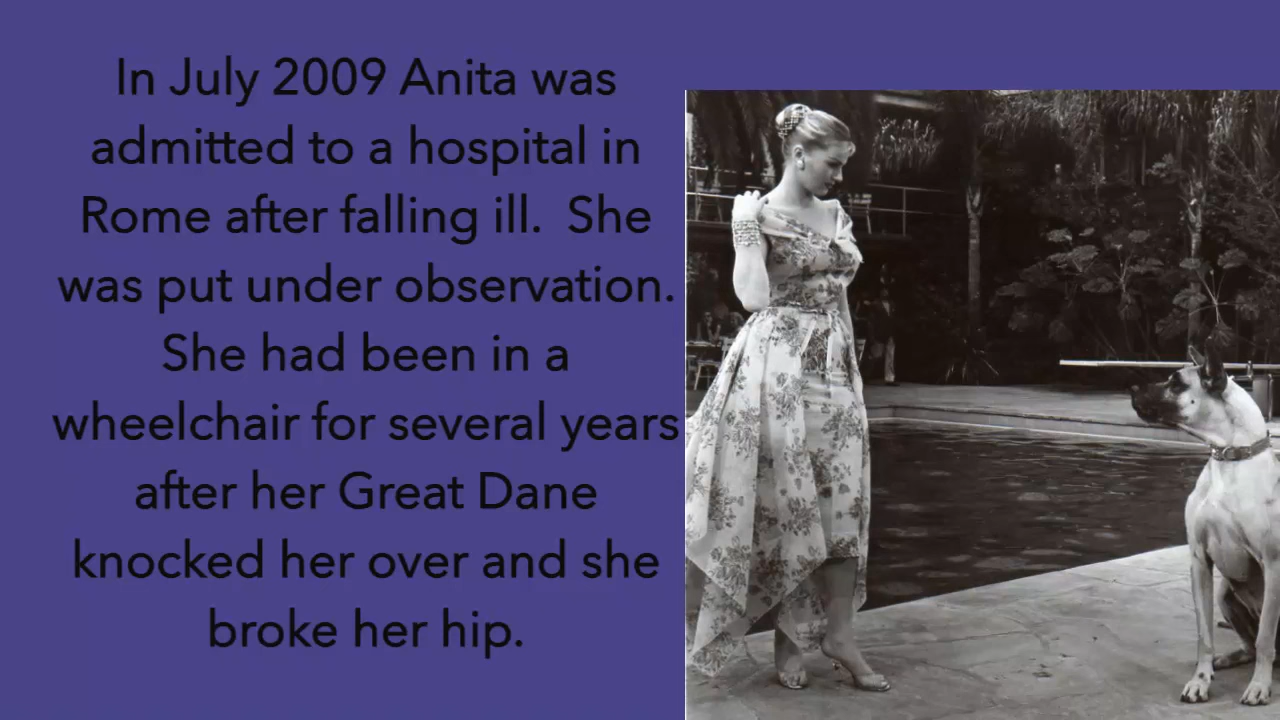 In July 2009 Anita was
admitted to a hospital in
Rome after falling ill.  She
was put under observation.
She had been in a
wheelchair for several years
after her Great Dane
knocked her over and she
broke her hip.